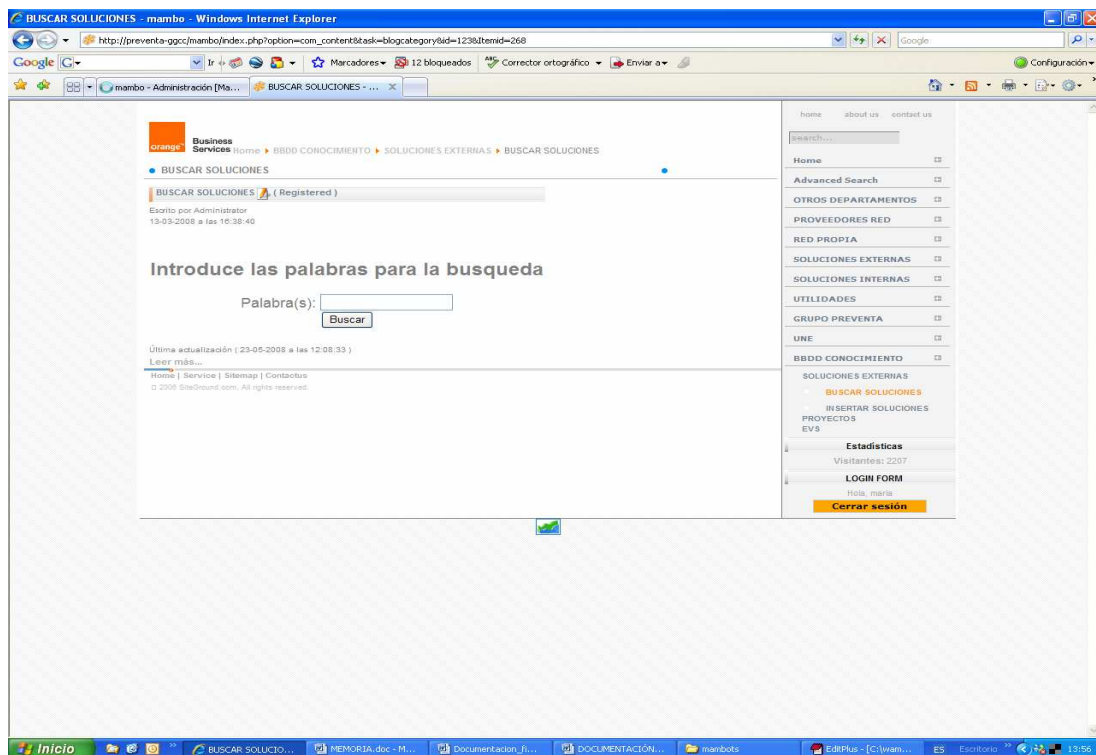 BUSCAR SOLUCIONES - mambo - Windows Internet Explorer
http://preventa-ggcc/mambo/index.php?option=com_content&task=blogcategory&id=123&Itemid=268
Google
Google G Ir Marcadores 12 bloqueados Corrector ortográfico Enviar a Configuración
mambo - Administración [Ma... BUSCAR SOLUCIONES - ...
home about us contact us
search...
orange Business Services
Home BBDD CONOCIMIENTO SOLUCIONES EXTERNAS BUSCAR SOLUCIONES
BUSCAR SOLUCIONES
BUSCAR SOLUCIONES ( Registered )
Escrito por Administrator
13-03-2008 a las 16:38:40
Introduce las palabras para la busqueda
Palabra(s):
Buscar
Última actualización ( 23-05-2008 a las 12:08:33 )
Leer más...
Home | Service | Sitemap | Contactus
© 2006 SiteGround.com. All rights reserved.
Home
Advanced Search
OTROS DEPARTAMENTOS
PROVEEDORES RED
RED PROPIA
SOLUCIONES EXTERNAS
SOLUCIONES INTERNAS
UTILIDADES
GRUPO PREVENTA
UNE
BBDD CONOCIMIENTO
SOLUCIONES EXTERNAS
BUSCAR SOLUCIONES
INSERTAR SOLUCIONES
PROYECTOS
EVS
Estadísticas
Visitantes: 2207
LOGIN FORM
Hola, maria
Cerrar sesión
Inicio BUSCAR SOLUCIO... MEMORIA.doc - M... Documentacion_fi... DOCUMENTACIÓN... mambots EditPlus - [C:\wam... ES Escritorio 13:56